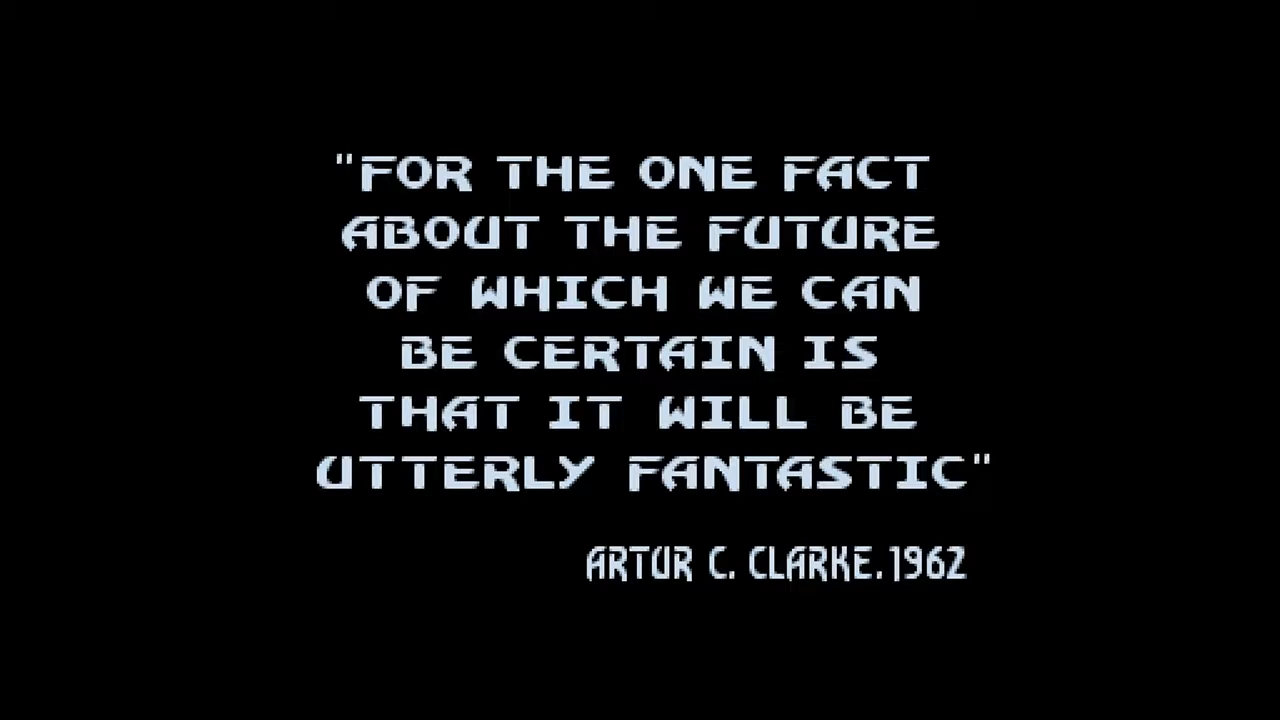 "FOR THE ONE FACT
ABOUT THE FUTURE
OF WHICH WE CAN
BE CERTAIN IS
THAT IT WILL BE
UTTERLY FANTASTIC"
ARTUR C. CLARKE.1962